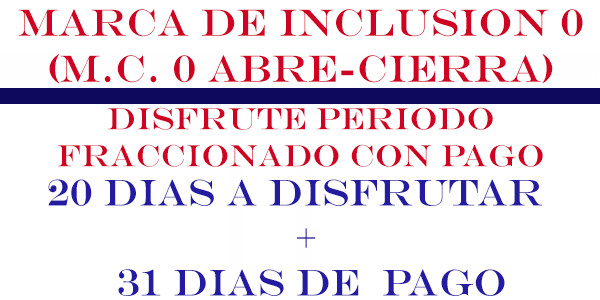 MARCA DE INCLUSION 0
(M.C. 0 ABRE-CIERRA)
DISFRUTE PERIODO
FRACCIONADO CON PAGO
20 DIAS A DISFRUTAR
+
31 DIAS DE PAGO